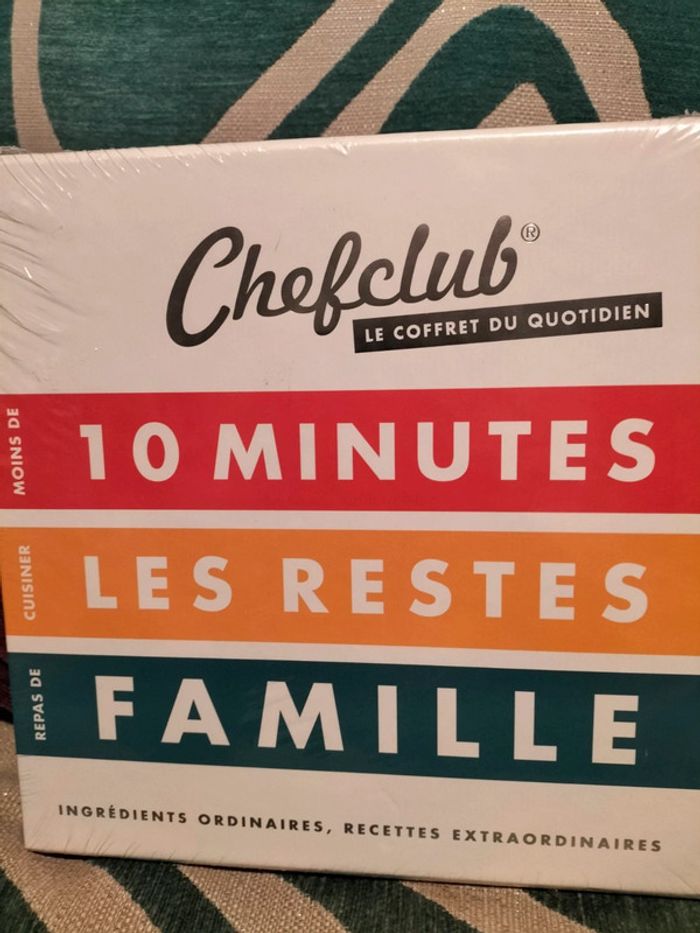 Chefclub®
LE COFFRET DU QUOTIDIEN
MOINS DE
10 MINUTES
CUISINER
LES RESTES
REPAS DE
FAMILLE
INGRÉDIENTS ORDINAIRES, RECETTES EXTRAORDINAIRES